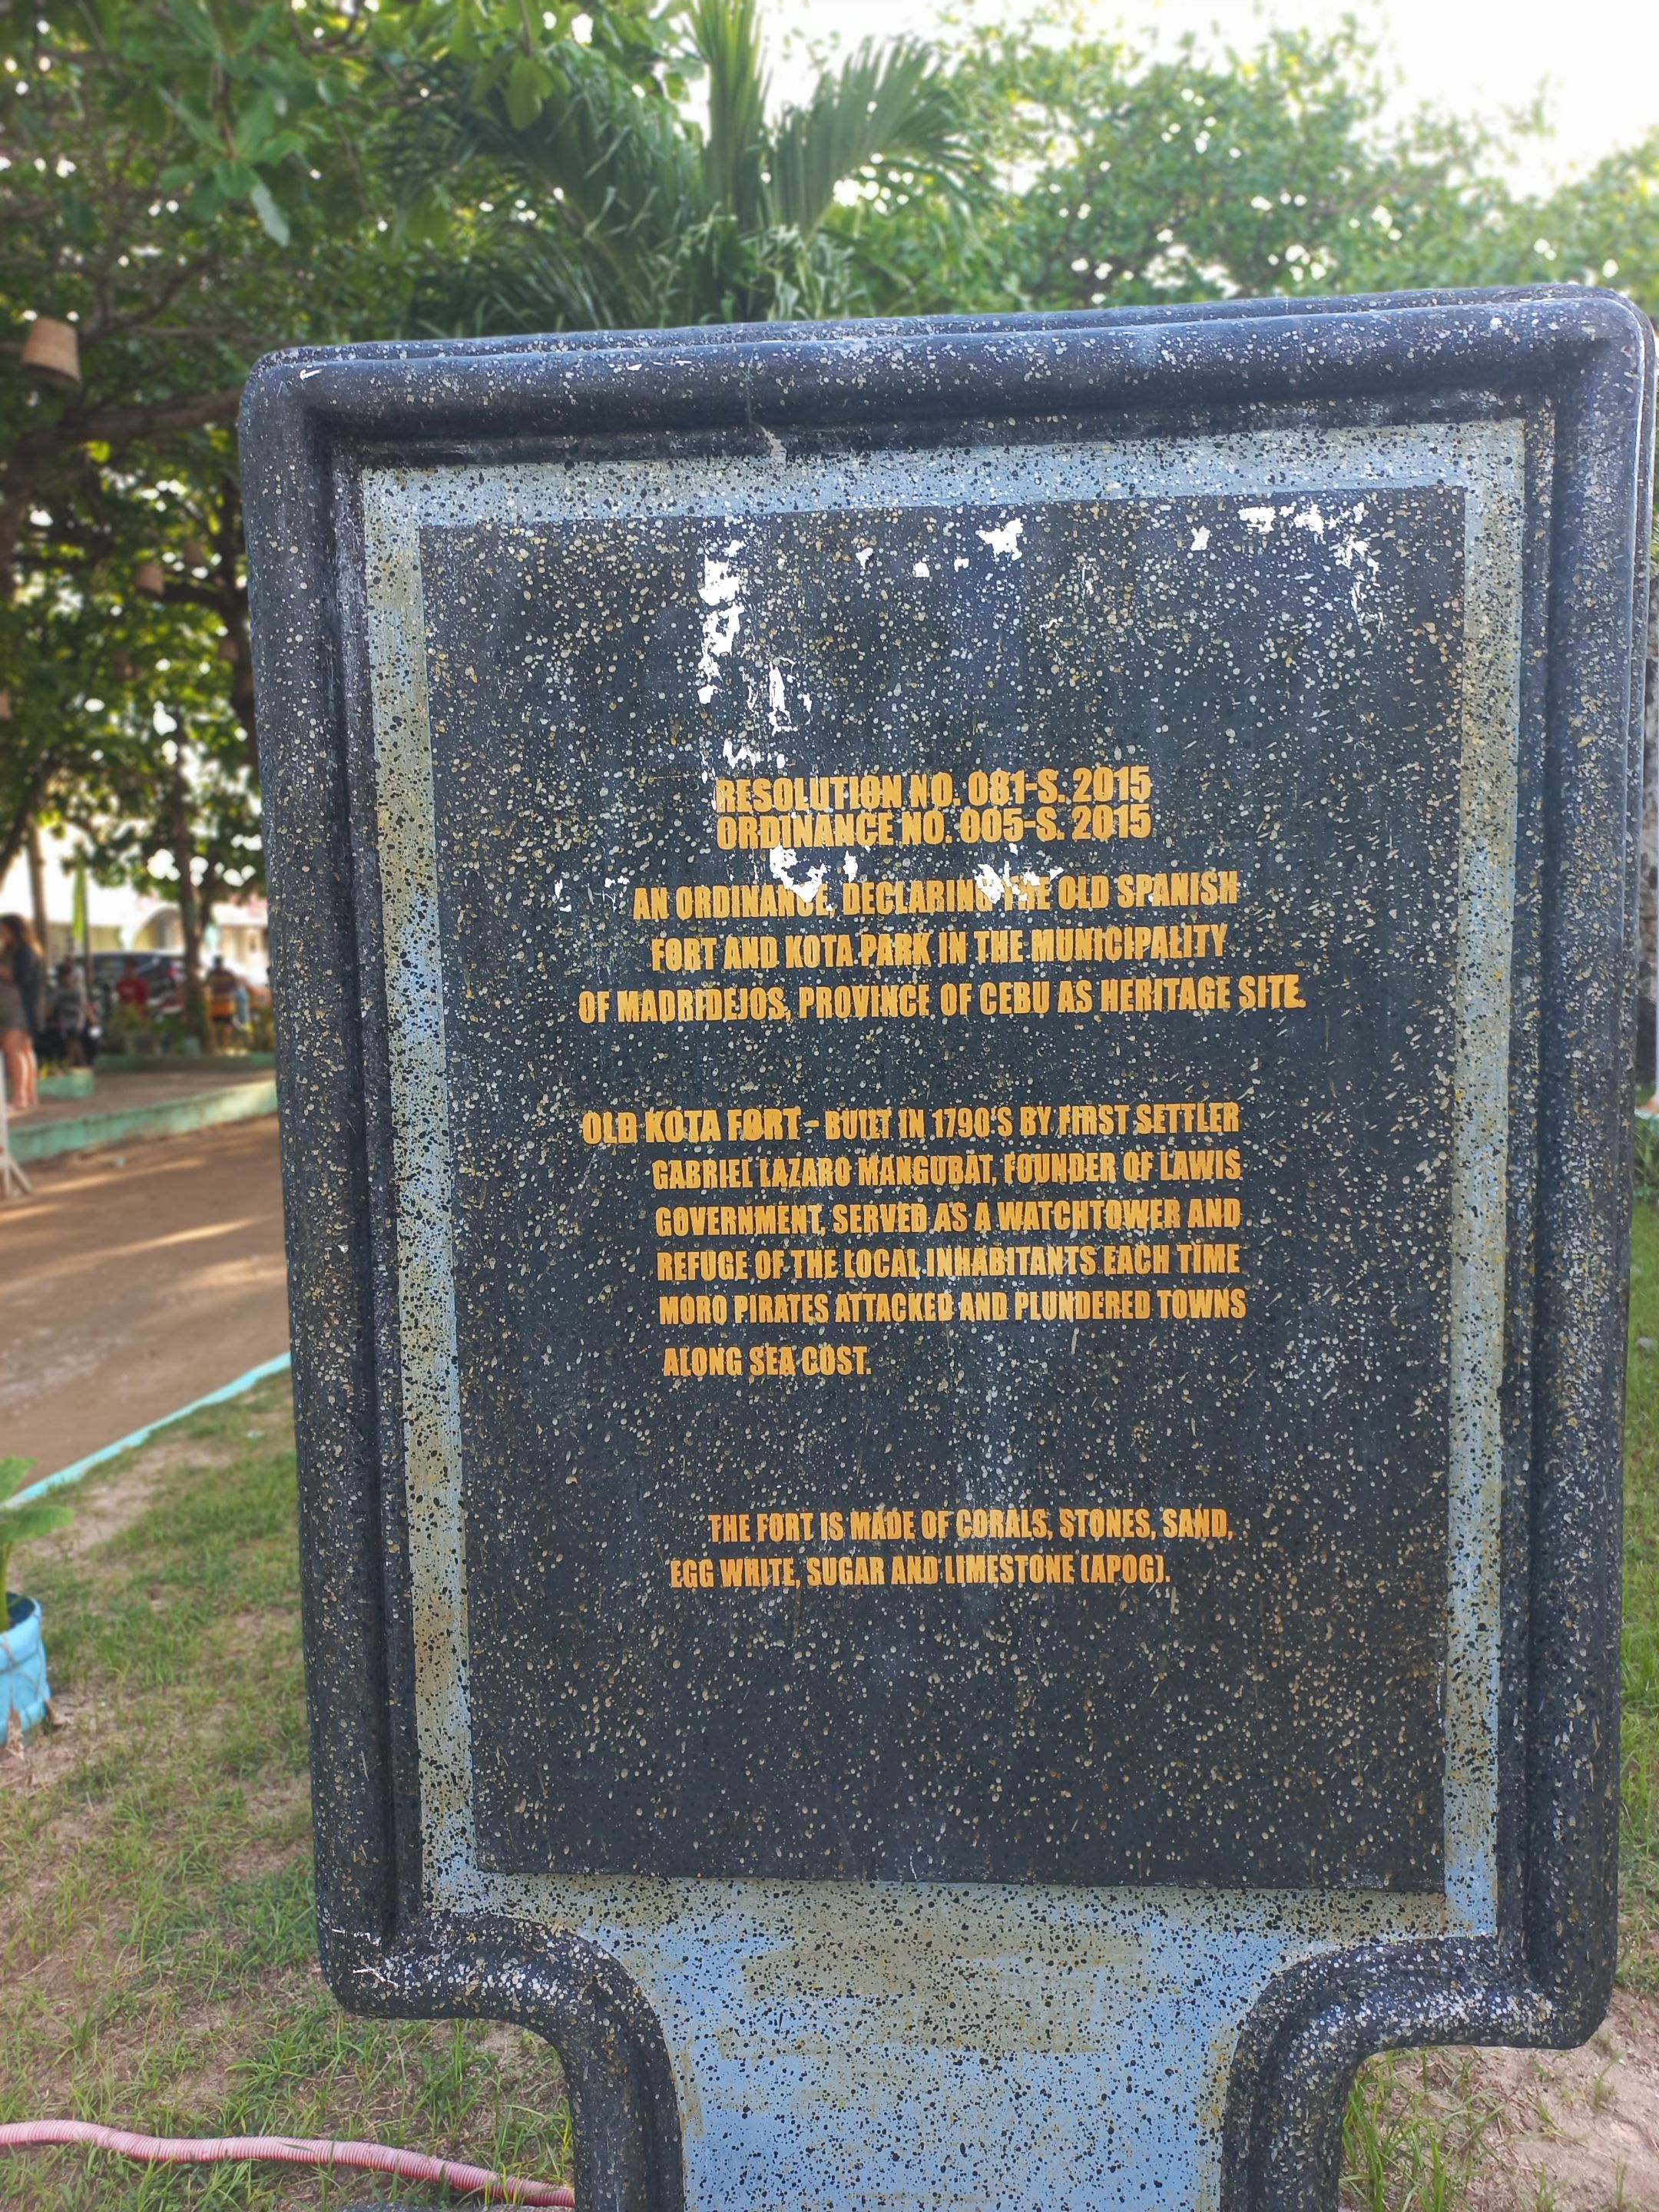 RESOLUTION NO. 081-S. 2015
ORDINANCE NO. 005-S. 2015
AN ORDINANCE, DECLARING THE OLD SPANISH
FORT AND KOTA PARK IN THE MUNICIPALITY
OF MADRIDEJOS, PROVINCE OF CEBU AS HERITAGE SITE.
OLD KOTA FORT - BUILT IN 1790'S BY FIRST SETTLER
GABRIEL LAZARO MANGUBAT, FOUNDER OF LAWIS
GOVERNMENT, SERVED AS A WATCHTOWER AND
REFUGE OF THE LOCAL INHABITANTS EACH TIME
MORO PIRATES ATTACKED AND PLUNDERED TOWNS
ALONG SEA COST.
THE FORT IS MADE OF CORALS, STONES, SAND,
EGG WHITE, SUGAR AND LIMESTONE (APOG).